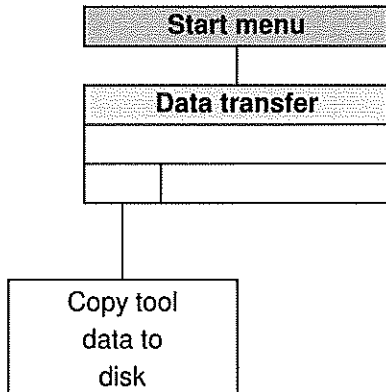 Start menu
Data transfer
Copy tool
data to
disk